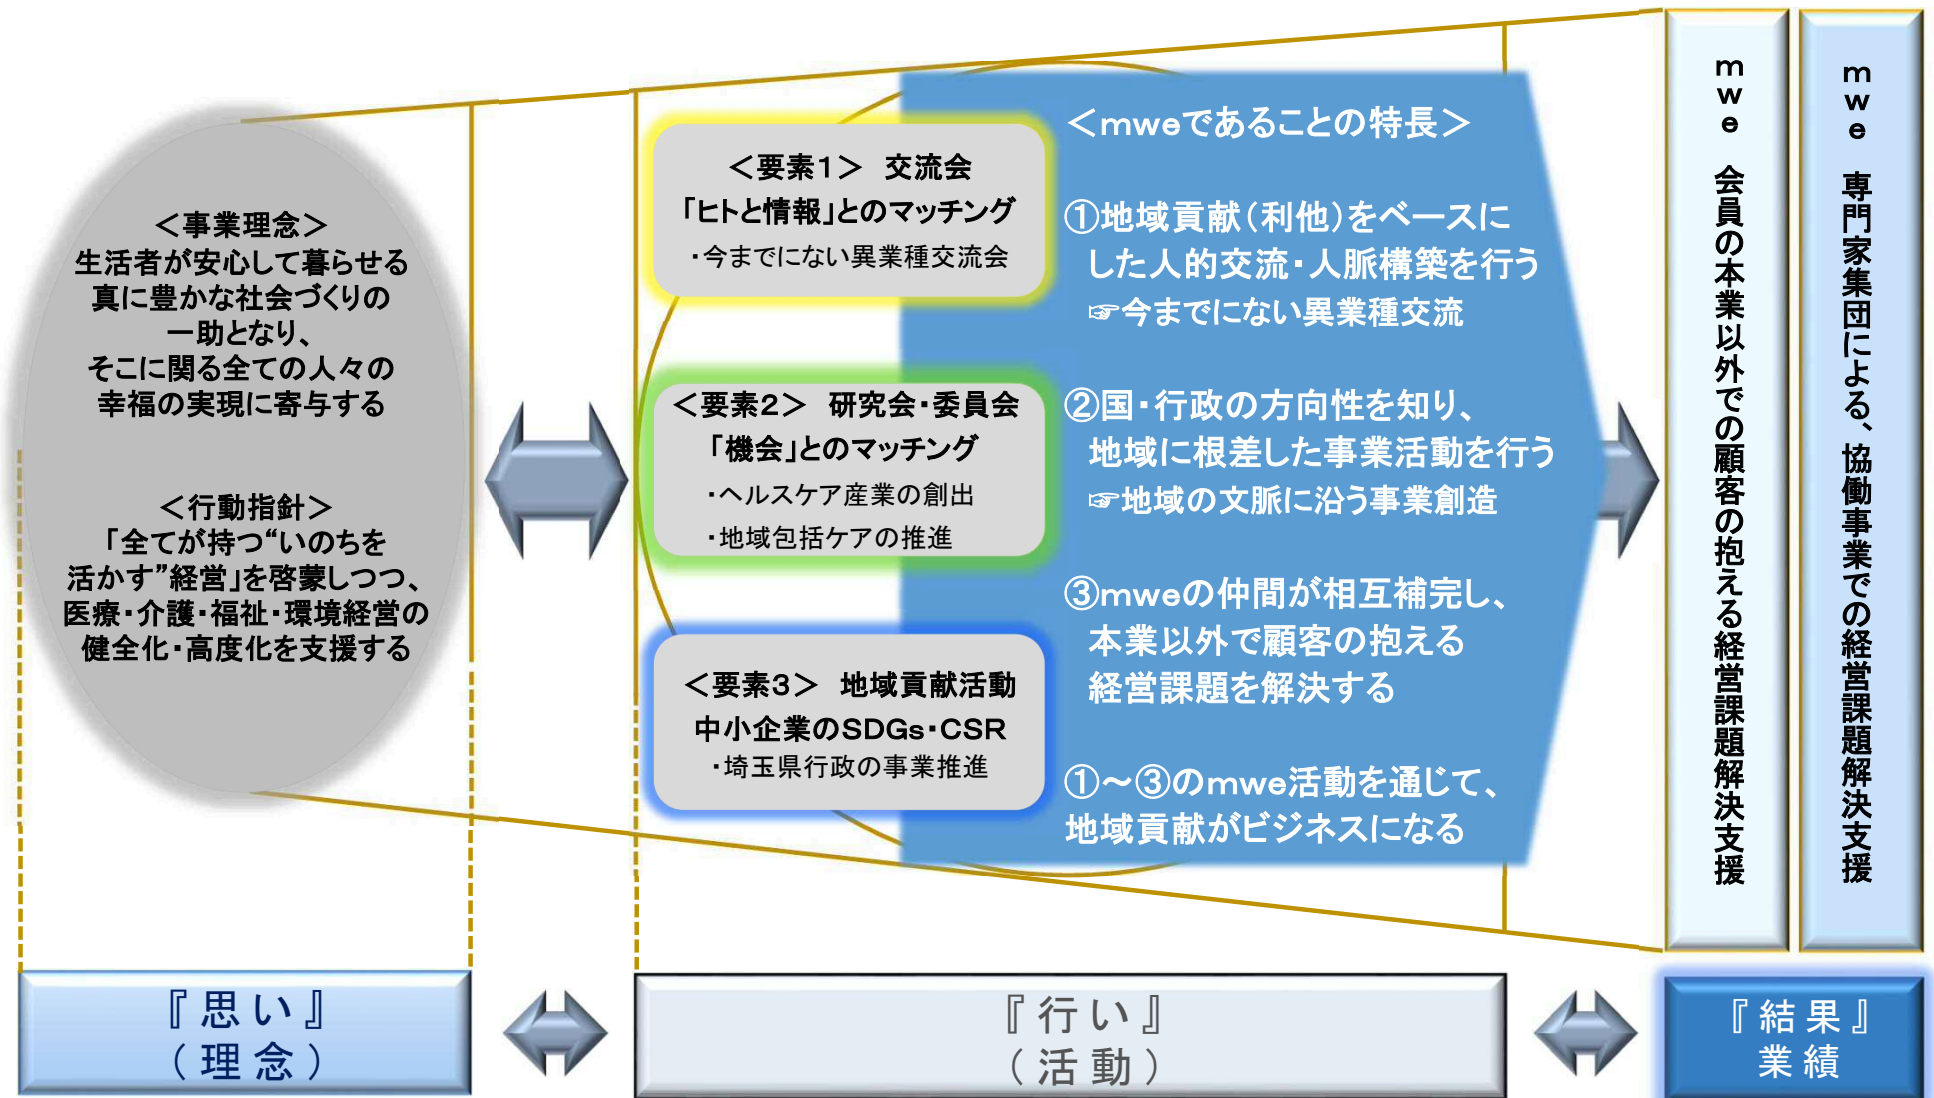 ＜事業理念＞
生活者が安心して暮らせる
真に豊かな社会づくりの
一助となり、
そこに関る全ての人々の
幸福の実現に寄与する
＜行動指針＞
「全てが持つ“いのちを
活かす”経営」を啓蒙しつつ、
医療・介護・福祉・環境経営の
健全化・高度化を支援する
＜要素１＞　交流会
「ヒトと情報」とのマッチング
・今までにない異業種交流会
＜要素２＞　研究会・委員会
「機会」とのマッチング
・ヘルスケア産業の創出
・地域包括ケアの推進
＜要素３＞　地域貢献活動
中小企業のSDGs・CSR
・埼玉県行政の事業推進
＜ｍｗｅであることの特長＞
①地域貢献（利他）をベースに
した人的交流・人脈構築を行う
☞今までにない異業種交流
②国・行政の方向性を知り、
地域に根差した事業活動を行う
☞地域の文脈に沿う事業創造
③ｍｗｅの仲間が相互補完し、
本業以外で顧客の抱える
経営課題を解決する
①～③のｍｗｅ活動を通じて、
地域貢献がビジネスになる
ｍｗｅ　会員の本業以外での顧客の抱える経営課題解決支援
ｍｗｅ　専門家集団による、協働事業での経営課題解決支援
『思い』
（理念）
『行い』
（活動）
『結果』
業績